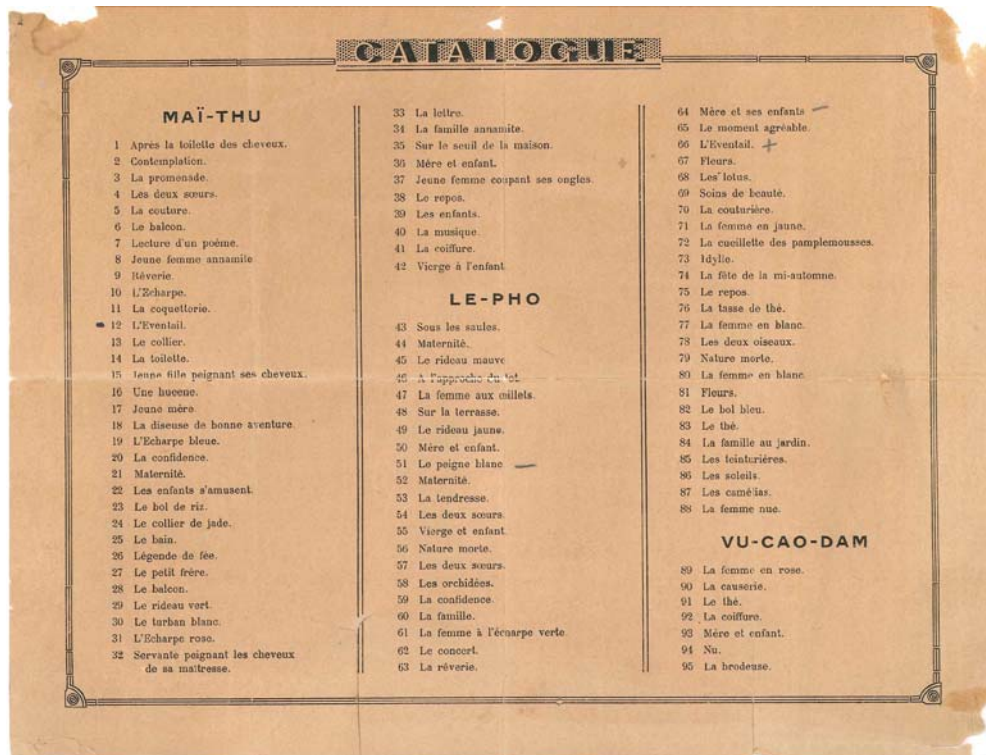 CATALOGUE
MAÏ-THU
1 Après la toilette des cheveux.
2 Contemplation.
3 La promenade.
4 Les deux sœurs.
5 La couture.
6 Le balcon.
7 Lecture d'un poème.
8 Jeune femme annamite
9 Rêverie.
10 L'Echarpe.
11 La coquetterie.
12 L'Eventail.
13 Le collier.
14 La toilette.
15 Jeune fille peignant ses cheveux.
16 Une hucene.
17 Jeune mère
18 La diseuse de bonne aventure.
19 L'Echarpe bleue.
20 La confidence.
21 Maternité.
22 Les enfants s'amusent.
23 Le bol de riz.
24 Le collier de jade.
25 Le bain.
26 Légende de fée.
27 Le petit frère.
28 Le balcon.
29 Le rideau vert.
30 Le turban blanc.
31 L'Echarpe rose.
32 Servante peignant les cheveux
de sa maîtresse.
33 La lettre.
34 La famille annamite.
35 Sur le seuil de la maison.
36 Mère et enfant.
37 Jeune femme coupant ses ongles.
38 Le repos.
39 Les enfants.
40 La musique.
41 La coiffure.
42 Vierge à l'enfant
LE-PHO
43 Sous les saules.
44 Maternité.
45 Le rideau mauve
46 A l'approche du tet.
47 La femme aux œillets.
48 Sur la terrasse.
49 Le rideau jaune.
50 Mère et enfant.
51 Le peigne blanc
52 Maternité.
53 La tendresse.
54 Les deux sœurs.
55 Vierge et enfant.
56 Nature morte.
57 Les deux sœurs.
58 Les orchidées.
59 La confidence.
60 La famille.
61 La femme à l'écharpe verte
62 Le concert.
63 La rêverie.
64 Mère et ses enfants
65 Le moment agréable.
66 L'Eventail. +
67 Fleurs.
68 Les lotus.
69 Soins de beauté.
70 La couturière.
71 La femme en jaune.
72 La cueillette des pamplemousses.
73 Idylle.
74 La fête de la mi-automne.
75 Le repos.
76 La tasse de thé.
77 La femme en blanc.
78 Les deux oiseaux.
79 Nature morte.
80 La femme en blanc.
81 Fleurs.
82 Le bol bleu.
83 Le thé.
84 La famille au jardin.
85 Les teinturières.
86 Les soleils.
87 Les camélias.
88 La femme nue.
VU-CAO-DAM
89 La femme en rose.
90 La causerie.
91 Le thé.
92 La coiffure.
93 Mère et enfant.
94 Nu.
95 La brodeuse.